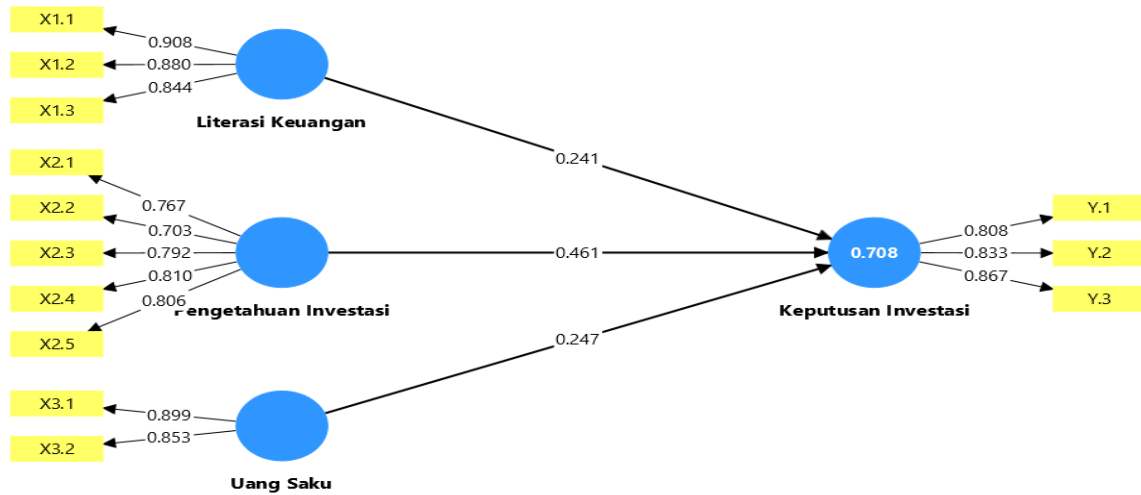 X1.1
0.908
X1.2
0.880
X1.3
0.844
Literasi Keuangan
X2.1
0.767
X2.2
0.703
X2.3
0.792
X2.4
0.810
X2.5
0.806
Pengetahuan Investasi
X3.1
0.899
X3.2
0.853
Uang Saku
0.241
0.461
0.247
0.708
Keputusan Investasi
0.808
Y.1
0.833
Y.2
0.867
Y.3